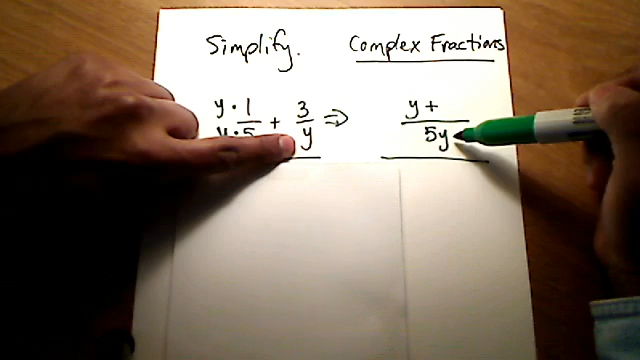 Simplify. Complex Fractions
y · 1 / y · 5 + 3 / y ⇒ y + / 5y